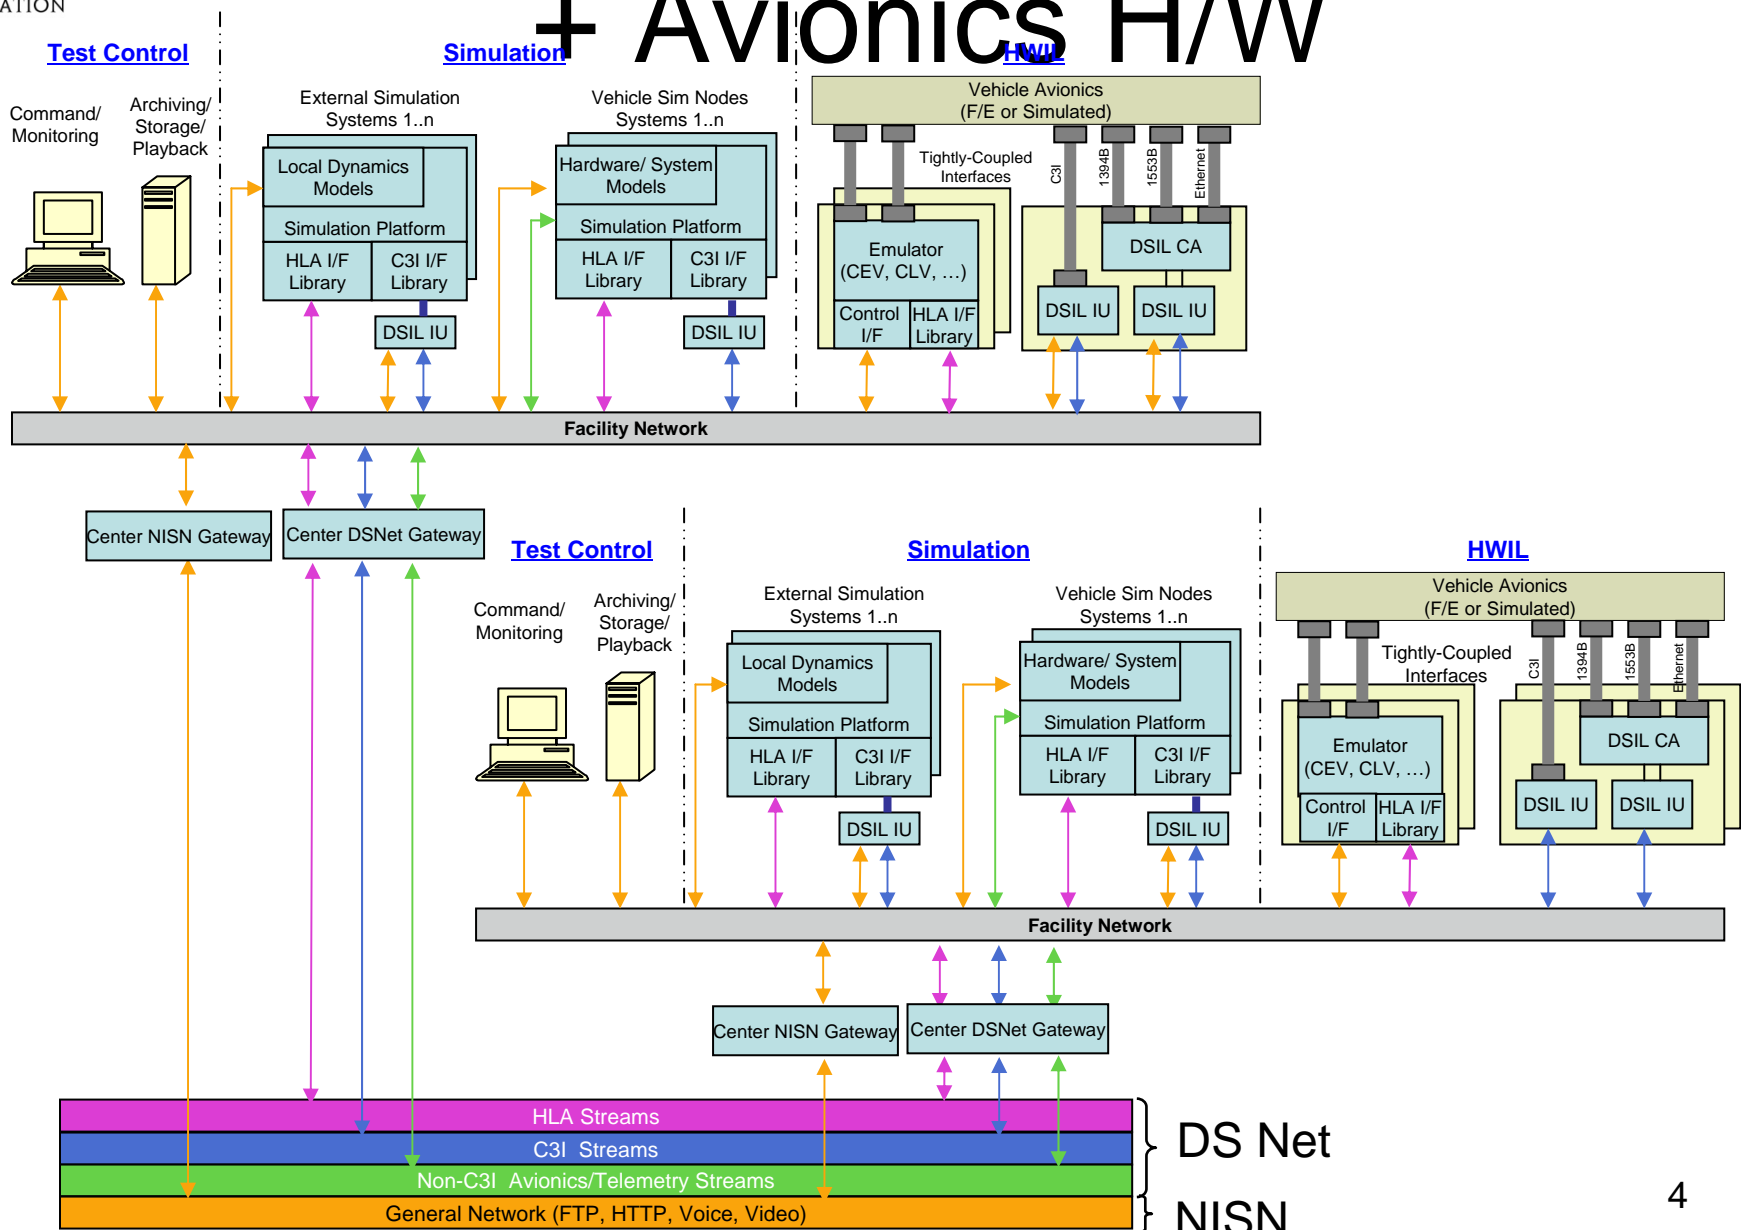 ATION
+ Avionics H/W
Test Control
Simulation
HWIL
Command/
Monitoring
Archiving/
Storage/
Playback
External Simulation
Systems 1..n
Local Dynamics
Models
Simulation Platform
HLA I/F
Library
C3I I/F
Library
DSIL IU
Vehicle Sim Nodes
Systems 1..n
Hardware/ System
Models
Simulation Platform
HLA I/F
Library
C3I I/F
Library
DSIL IU
Vehicle Avionics
(F/E or Simulated)
Tightly-Coupled
Interfaces
C3I
1394B
1553B
Ethernet
Emulator
(CEV, CLV, …)
Control
I/F
HLA I/F
Library
DSIL CA
DSIL IU
DSIL IU
Facility Network
Center NISN Gateway
Center DSNet Gateway
Test Control
Simulation
HWIL
Command/
Monitoring
Archiving/
Storage/
Playback
External Simulation
Systems 1..n
Local Dynamics
Models
Simulation Platform
HLA I/F
Library
C3I I/F
Library
DSIL IU
Vehicle Sim Nodes
Systems 1..n
Hardware/ System
Models
Simulation Platform
HLA I/F
Library
C3I I/F
Library
DSIL IU
Vehicle Avionics
(F/E or Simulated)
Tightly-Coupled
Interfaces
C3I
1394B
1553B
Ethernet
Emulator
(CEV, CLV, …)
Control
I/F
HLA I/F
Library
DSIL CA
DSIL IU
DSIL IU
Facility Network
Center NISN Gateway
Center DSNet Gateway
HLA Streams
C3I Streams
Non-C3I Avionics/Telemetry Streams
General Network (FTP, HTTP, Voice, Video)
DS Net
NISN
4